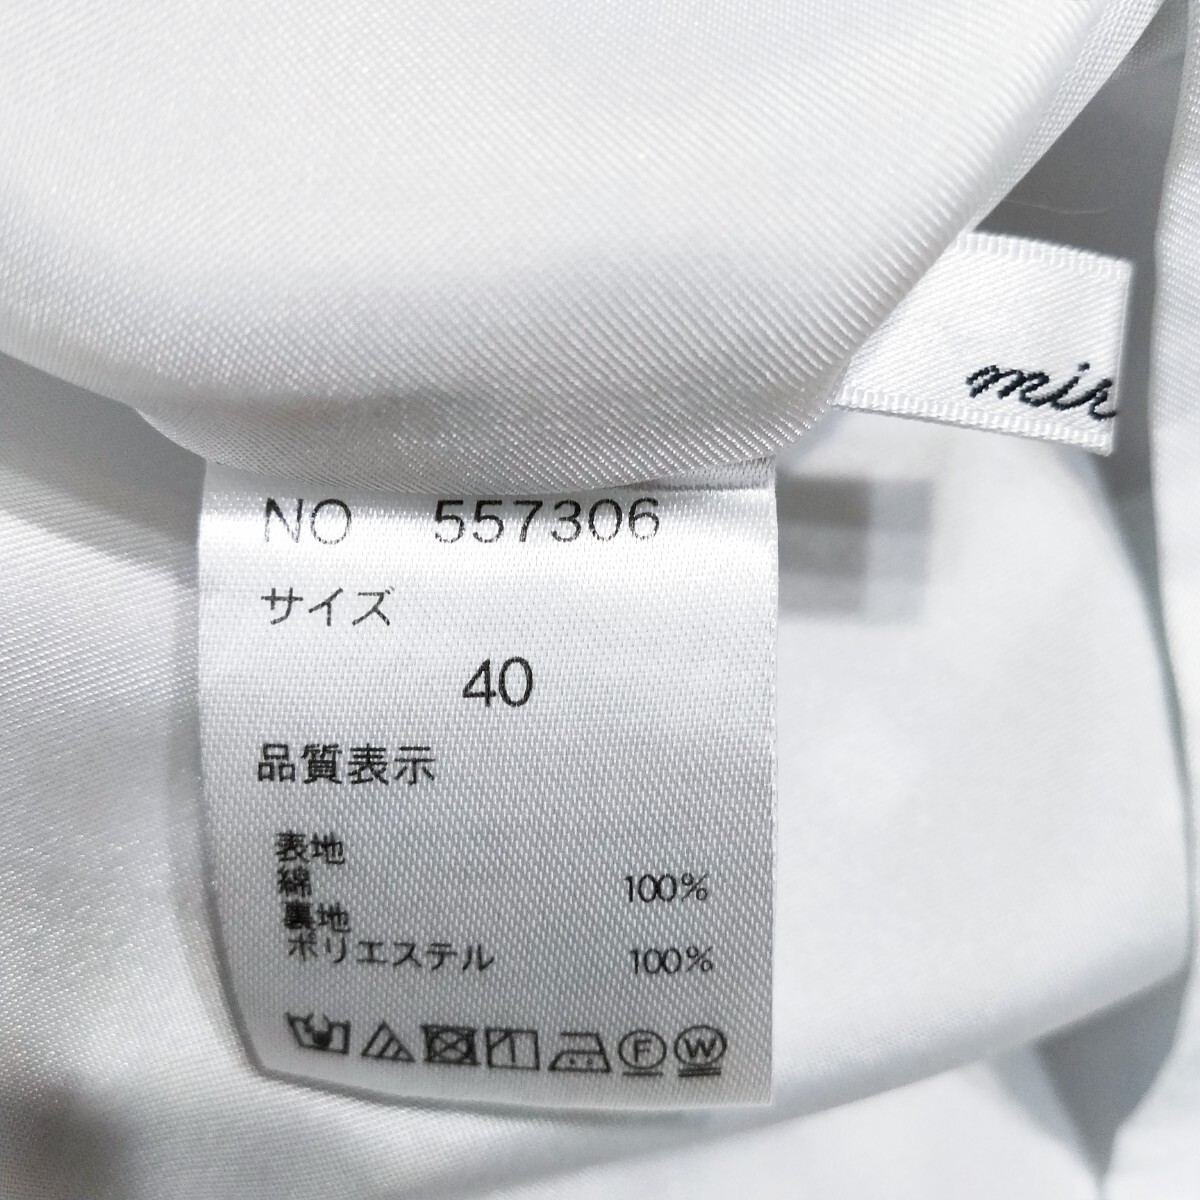 mir
NO 557306
サイズ
40
品質表示
表地
綿 100%
裏地
ポリエステル 100%
F W